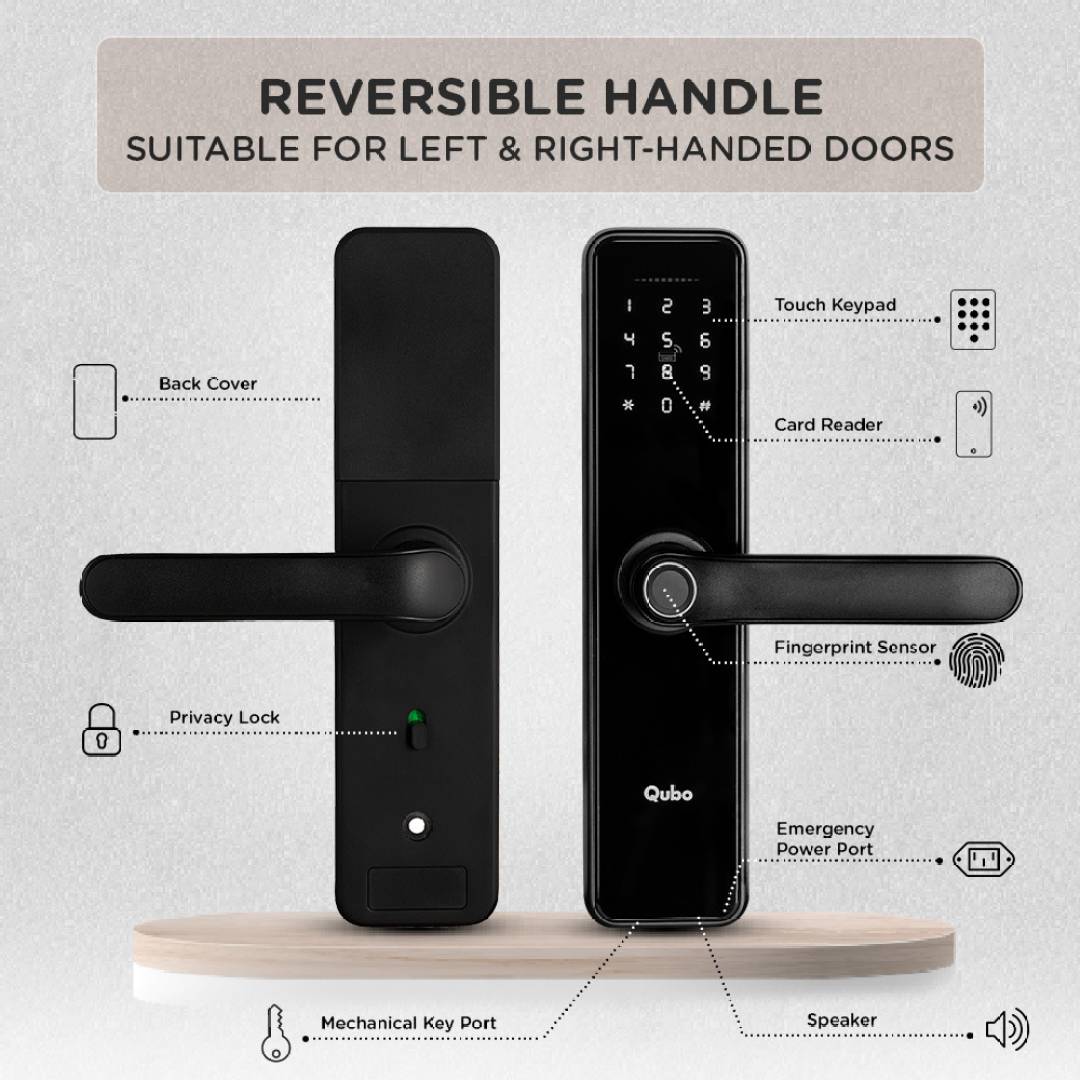 REVERSIBLE HANDLE
SUITABLE FOR LEFT & RIGHT-HANDED DOORS
1 2 3
4 5 6
7 8 9
* 0 #
Touch Keypad
Back Cover
Card Reader
Fingerprint Sensor
Privacy Lock
Qubo
Emergency
Power Port
Mechanical Key Port
Speaker